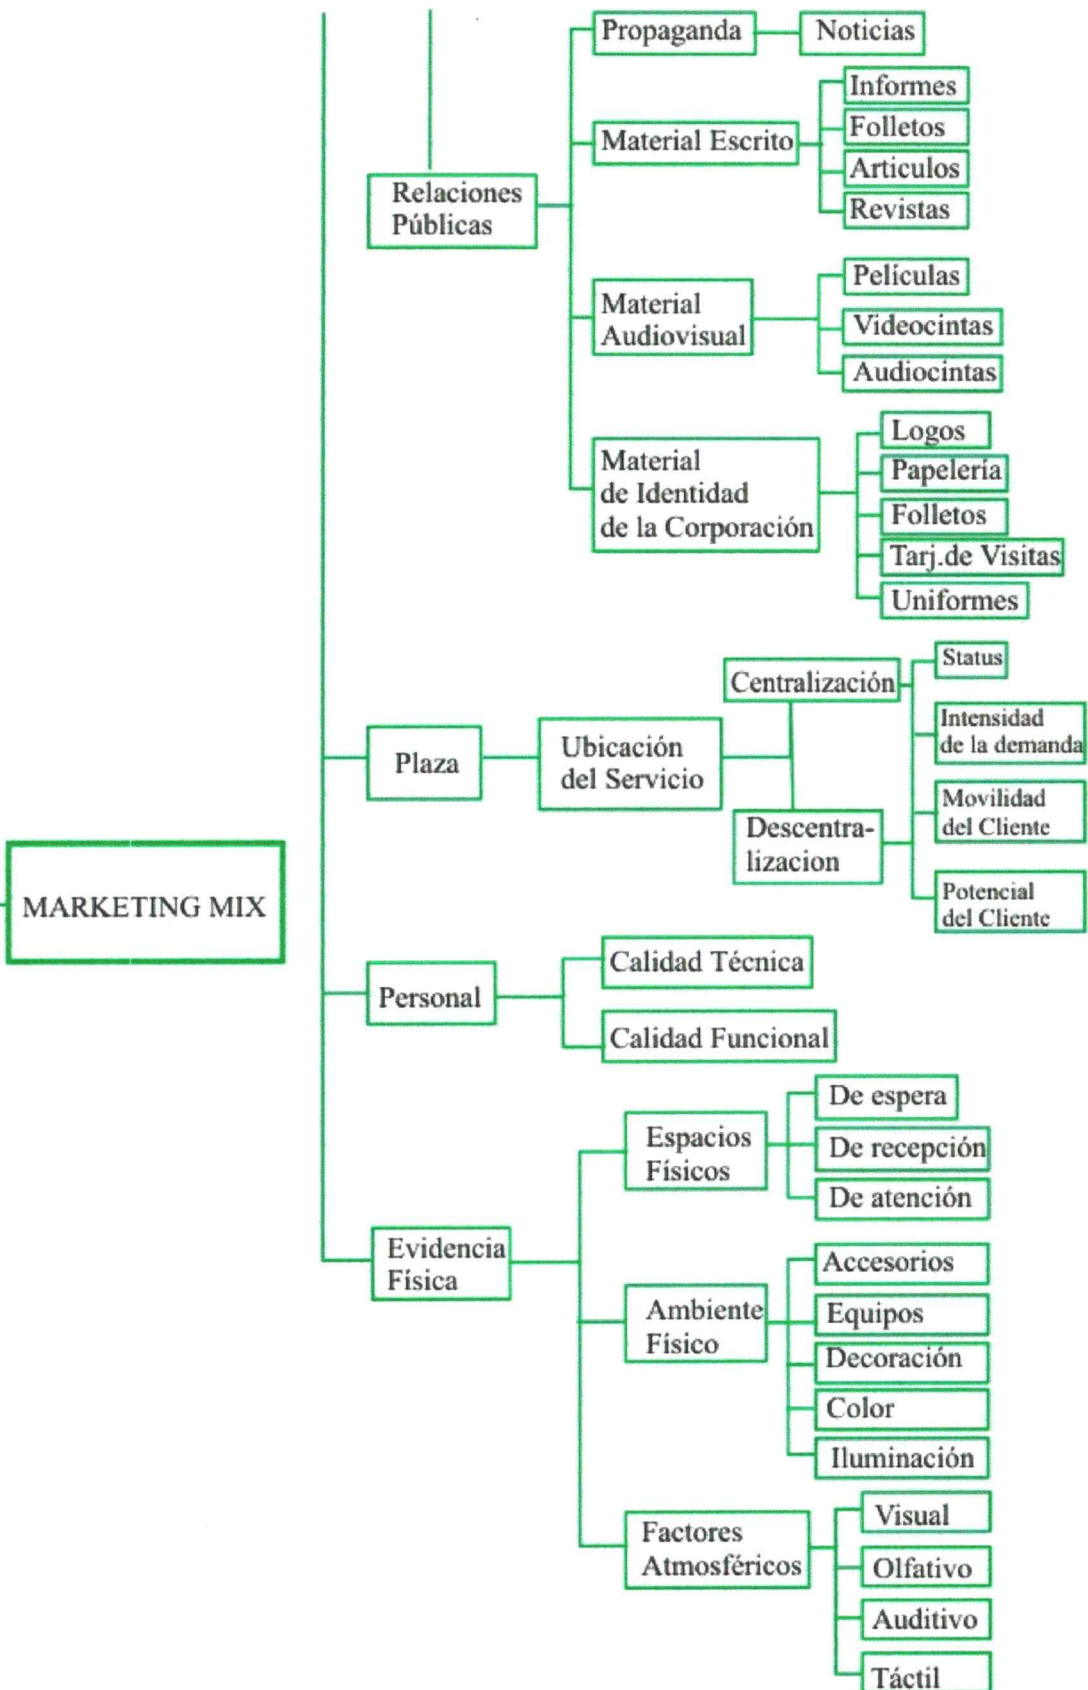 Propaganda
Noticias
Material Escrito
Informes
Folletos
Articulos
Revistas
Relaciones
Públicas
Material
Audiovisual
Películas
Videocintas
Audiocintas
Material
de Identidad
de la Corporación
Logos
Papelería
Folletos
Tarj.de Visitas
Uniformes
Plaza
Ubicación
del Servicio
Centralización
Descentra-
lizacion
Status
Intensidad
de la demanda
Movilidad
del Cliente
Potencial
del Cliente
MARKETING MIX
Personal
Calidad Técnica
Calidad Funcional
Evidencia
Física
Espacios
Físicos
De espera
De recepción
De atención
Ambiente
Físico
Accesorios
Equipos
Decoración
Color
Iluminación
Factores
Atmosféricos
Visual
Olfativo
Auditivo
Táctil